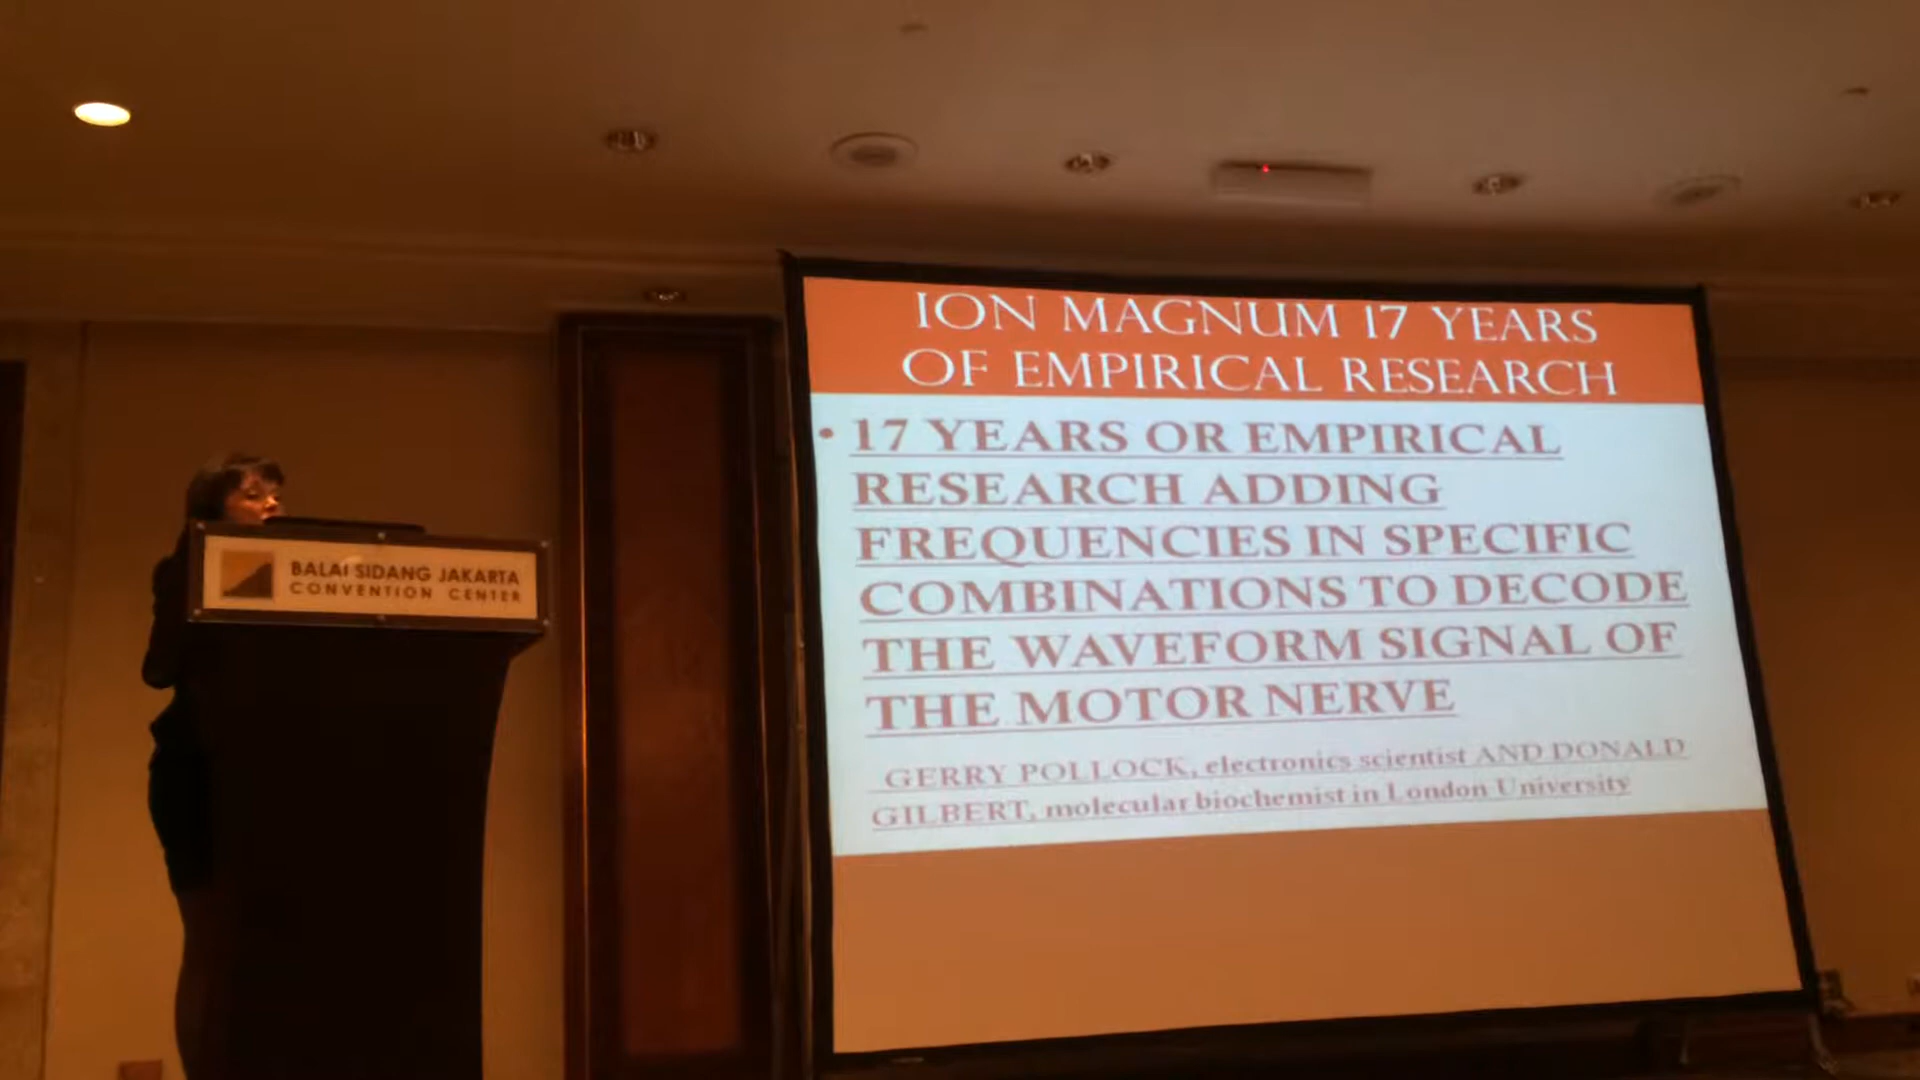 BALAI SIDANG JAKARTA
CONVENTION CENTER
ION MAGNUM 17 YEARS
OF EMPIRICAL RESEARCH
• 17 YEARS OR EMPIRICAL
RESEARCH ADDING
FREQUENCIES IN SPECIFIC
COMBINATIONS TO DECODE
THE WAVEFORM SIGNAL OF
THE MOTOR NERVE
GERRY POLLOCK, electronics scientist AND DONALD
GILBERT, molecular biochemist in London University